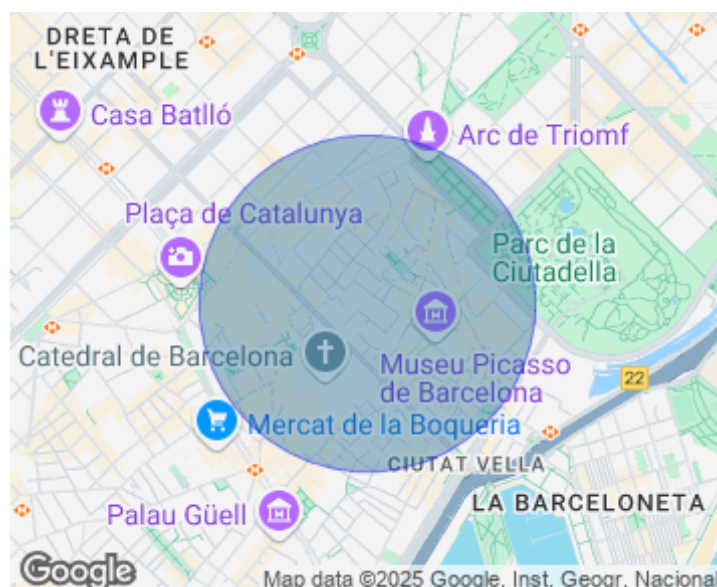 DRETA DE
L'EIXAMPLE
Casa Batlló
Arc de Triomf
Plaça de Catalunya
Parc de la
Ciutadella
Catedral de Barcelona
Museu Picasso
de Barcelona
22
Mercat de la Boqueria
CIUTAT VELLA
LA BARCELONETA
Palau Güell
Google
Map data ©2025 Google, Inst. Geogr. Nacional